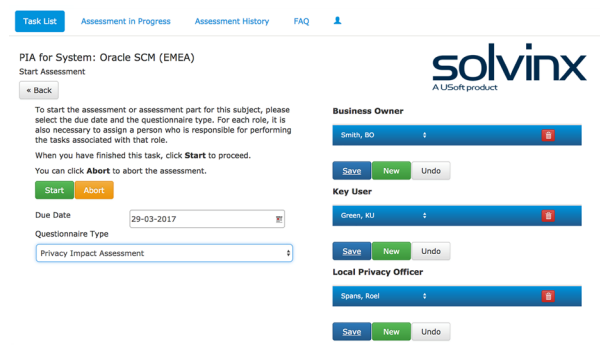 Task List
Assessment in Progress
Assessment History
FAQ
PIA for System: Oracle SCM (EMEA)
Start Assessment
« Back
solvinx
A USoft product
To start the assessment or assessment part for this subject, please
select the due date and the questionnaire type. For each role, it is
also necessary to assign a person who is responsible for performing
the tasks associated with that role.
When you have finished this task, click Start to proceed.
You can click Abort to abort the assessment.
Start
Abort
Due Date
29-03-2017
Questionnaire Type
Privacy Impact Assessment
Business Owner
Smith, BO
Save
New
Undo
Key User
Green, KU
Save
New
Undo
Local Privacy Officer
Spans, Roel
Save
New
Undo